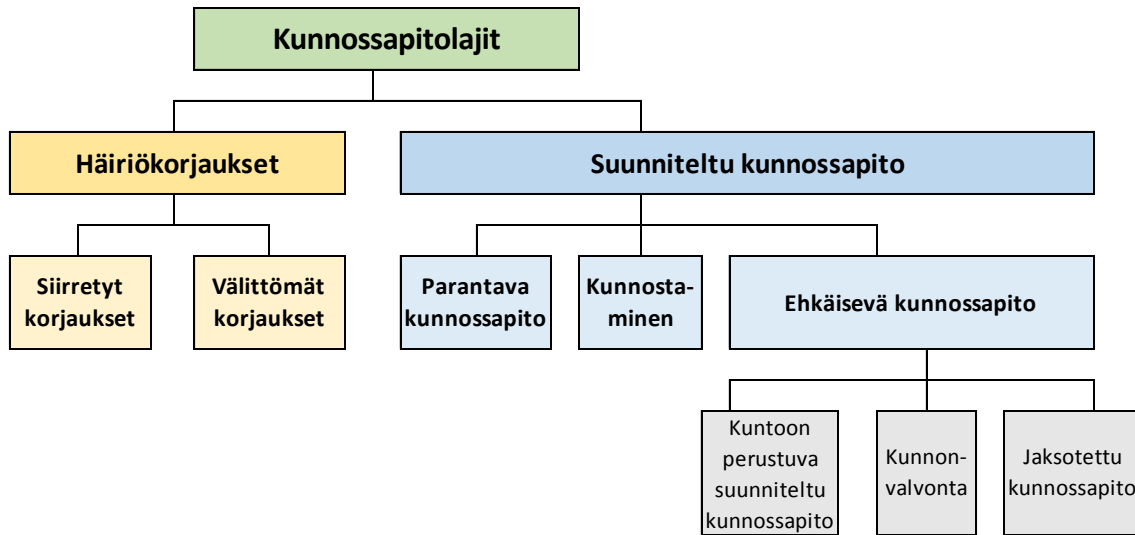 Kunnossapitolajit
Häiriökorjaukset
Suunniteltu kunnossapito
Siirretyt
korjaukset
Välittömät
korjaukset
Parantava
kunnossapito
Kunnosta-
minen
Ehkäisevä kunnossapito
Kuntoon
perustuva
suunniteltu
kunnossapito
Kunnon-
valvonta
Jaksotettu
kunnossapito